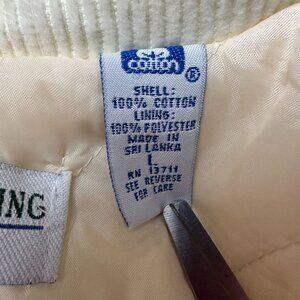 COTTON
®
SHELL:
100% COTTON
LINING:
100% POLYESTER
MADE IN
SRI LANKA
L
RN 13711
SEE REVERSE
FOR CARE
ING